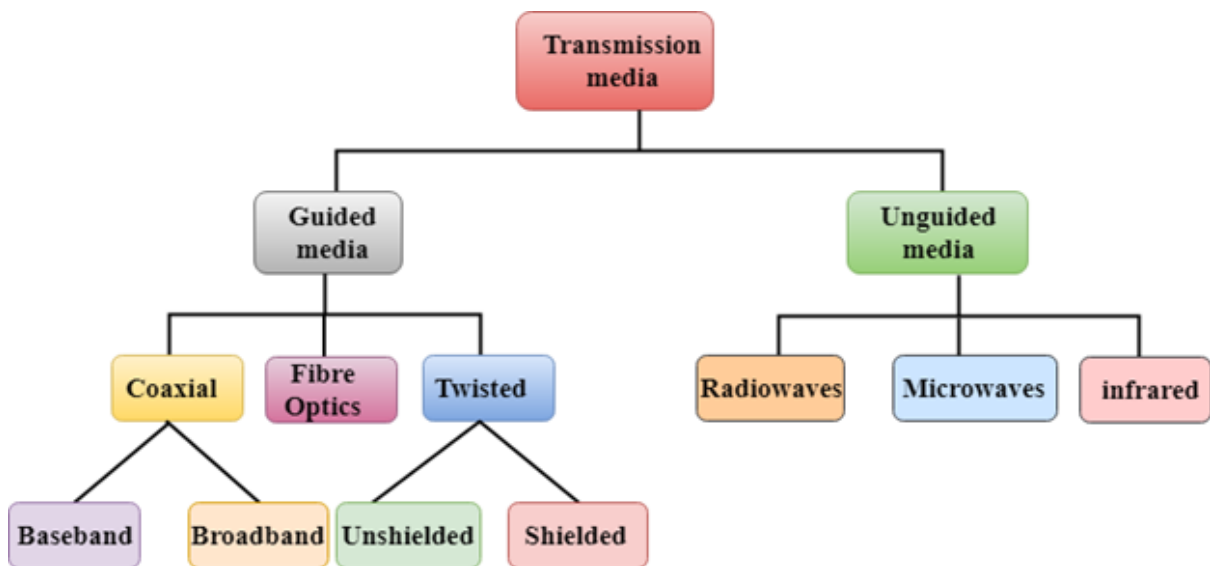 Transmission
media
Guided
media
Unguided
media
Coaxial
Fibre
Optics
Twisted
Radiowaves
Microwaves
infrared
Baseband
Broadband
Unshielded
Shielded